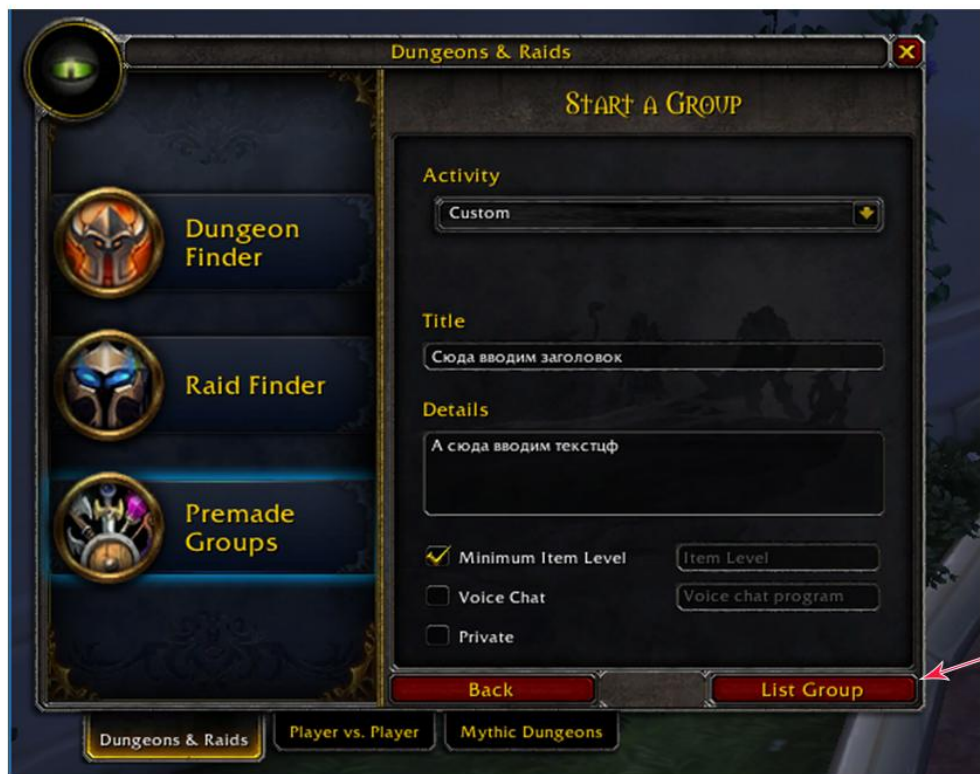 Dungeons & Raids
Start a Group
Dungeon
Finder
Raid Finder
Premade
Groups
Activity
Custom
Title
Сюда вводим заголовок
Details
А сюда вводим текстцф
Minimum Item Level
Item Level
Voice Chat
Voice chat program
Private
Back
List Group
Dungeons & Raids
Player vs. Player
Mythic Dungeons